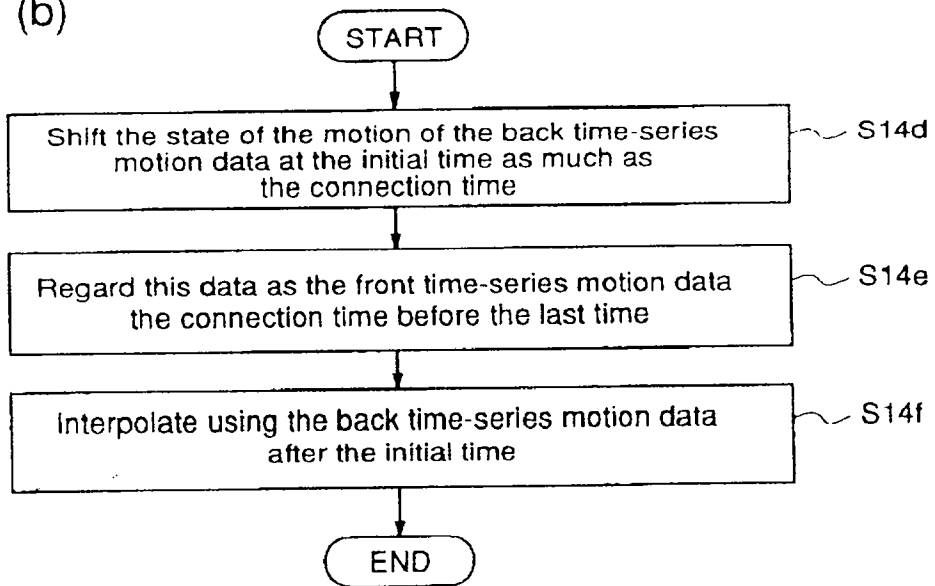 (b)
START
Shift the state of the motion of the back time-series
motion data at the initial time as much as
the connection time
S14d
Regard this data as the front time-series motion data
the connection time before the last time
S14e
Interpolate using the back time-series motion data
after the initial time
S14f
END